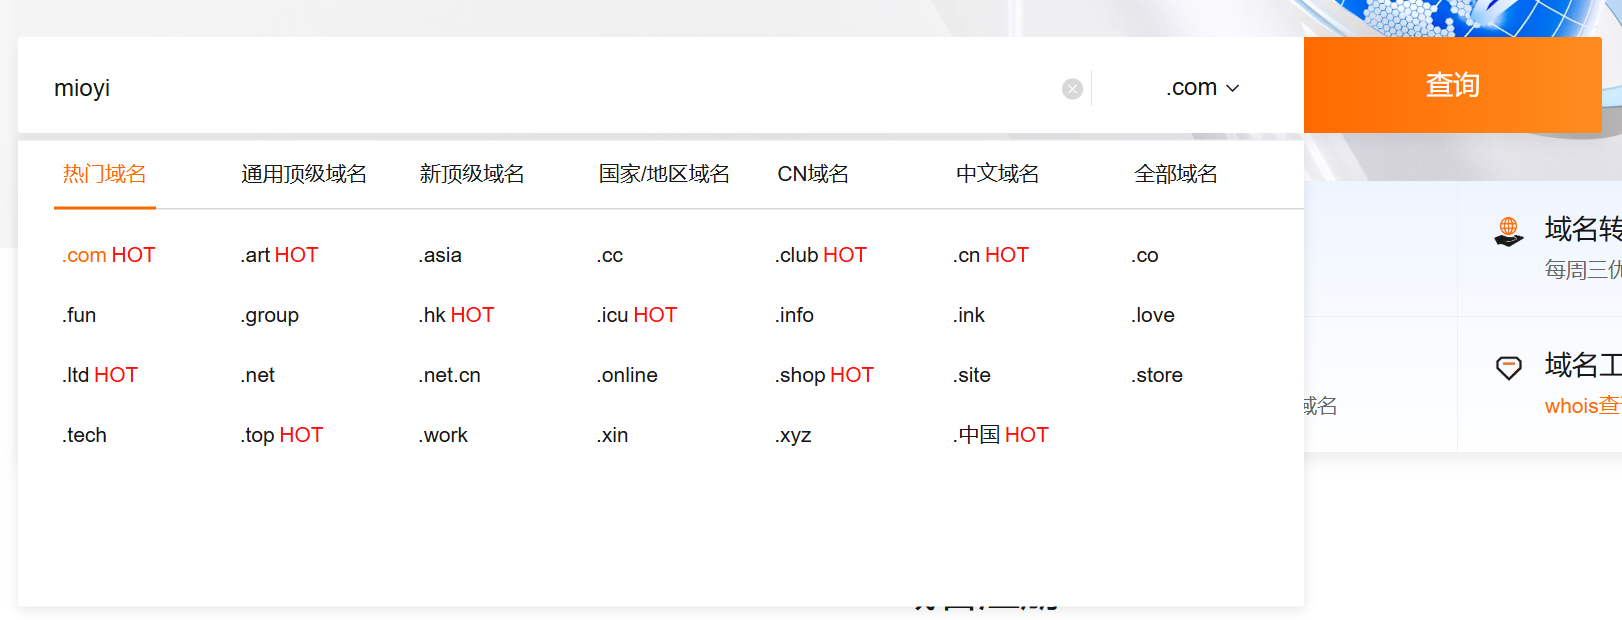 mioyi
.com
查询
热门域名 通用顶级域名 新顶级域名 国家/地区域名 CN域名 中文域名 全部域名
.com HOT .art HOT .asia .cc .club HOT .cn HOT .co
.fun .group .hk HOT .icu HOT .info .ink .love
.ltd HOT .net .net.cn .online .shop HOT .site .store
.tech .top HOT .work .xin .xyz .中国 HOT
域名转
每周三优
域名工
域名
whois查